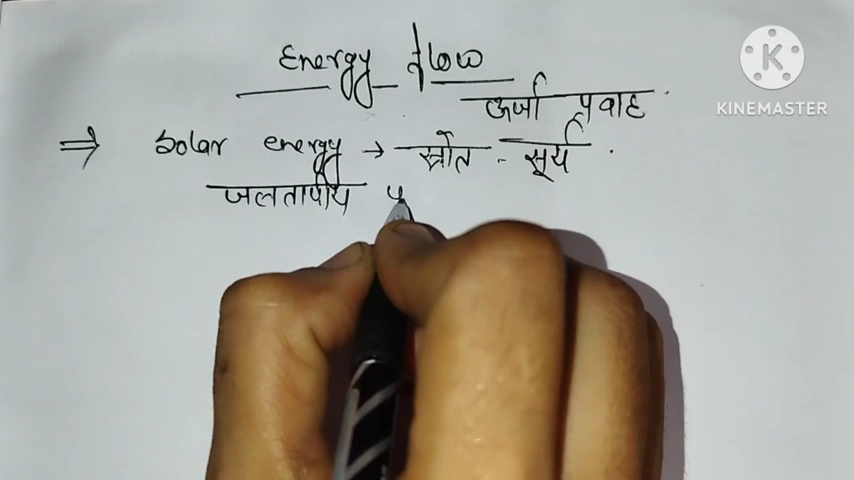 Energy flow
ऊर्जा प्रवाह
⇒ Solar energy → स्त्रोत - सूर्य .
जलतापीय
KINEMASTER